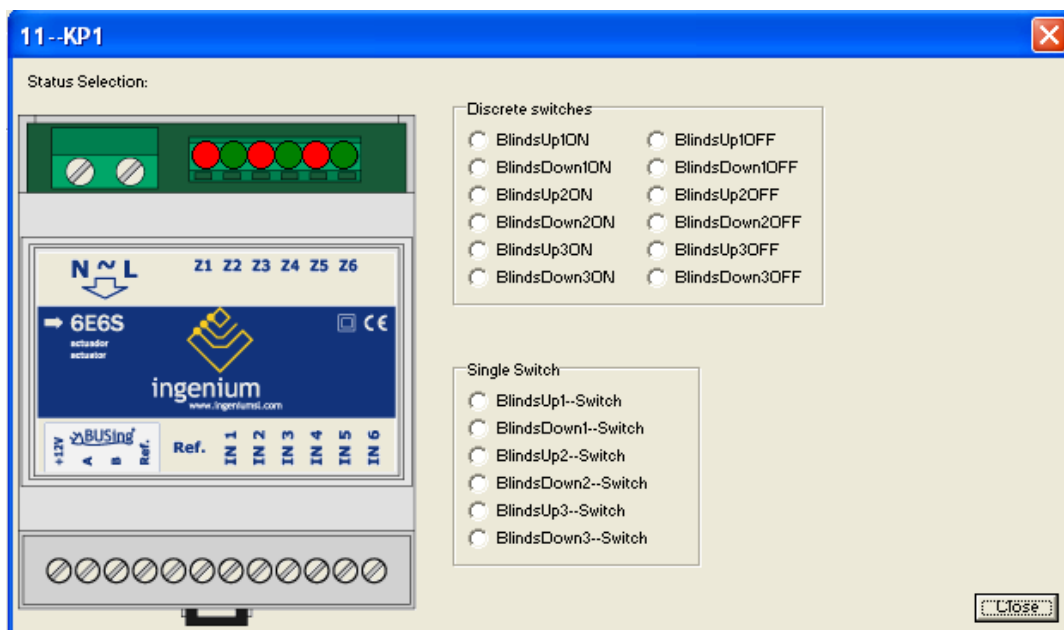 11--KP1
Status Selection:
Discrete switches
BlindsUp1ON
BlindsUp1OFF
BlindsDown1ON
BlindsDown1OFF
BlindsUp2ON
BlindsUp2OFF
BlindsDown2ON
BlindsDown2OFF
BlindsUp3ON
BlindsUp3OFF
BlindsDown3ON
BlindsDown3OFF
N ~ L
Z1 Z2 Z3 Z4 Z5 Z6
6E6S
actuador
actuator
CE
ingenium
www.ingeniumsl.com
+12V
A
B
Ref.
BUSing
Ref.
IN 1
IN 2
IN 3
IN 4
IN 5
IN 6
Single Switch
BlindsUp1--Switch
BlindsDown1--Switch
BlindsUp2--Switch
BlindsDown2--Switch
BlindsUp3--Switch
BlindsDown3--Switch
Close